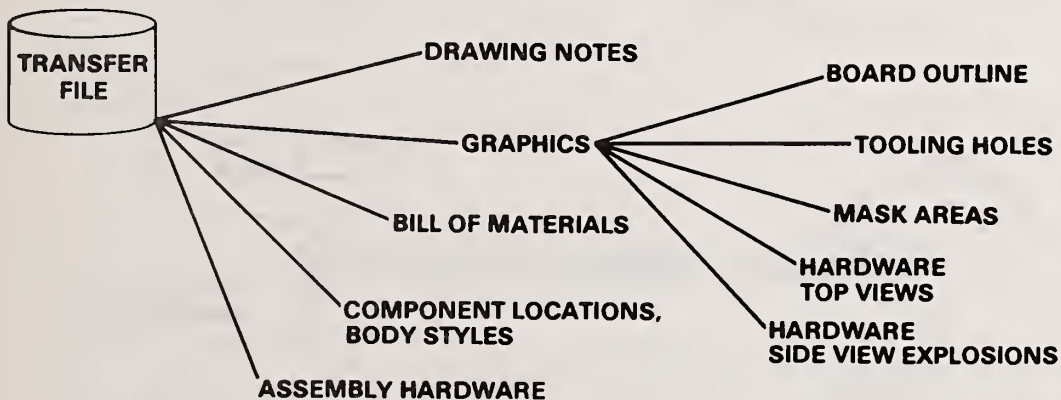 TRANSFER
FILE
DRAWING NOTES
GRAPHICS
BILL OF MATERIALS
COMPONENT LOCATIONS,
BODY STYLES
ASSEMBLY HARDWARE
BOARD OUTLINE
TOOLING HOLES
MASK AREAS
HARDWARE
TOP VIEWS
HARDWARE
SIDE VIEW EXPLOSIONS